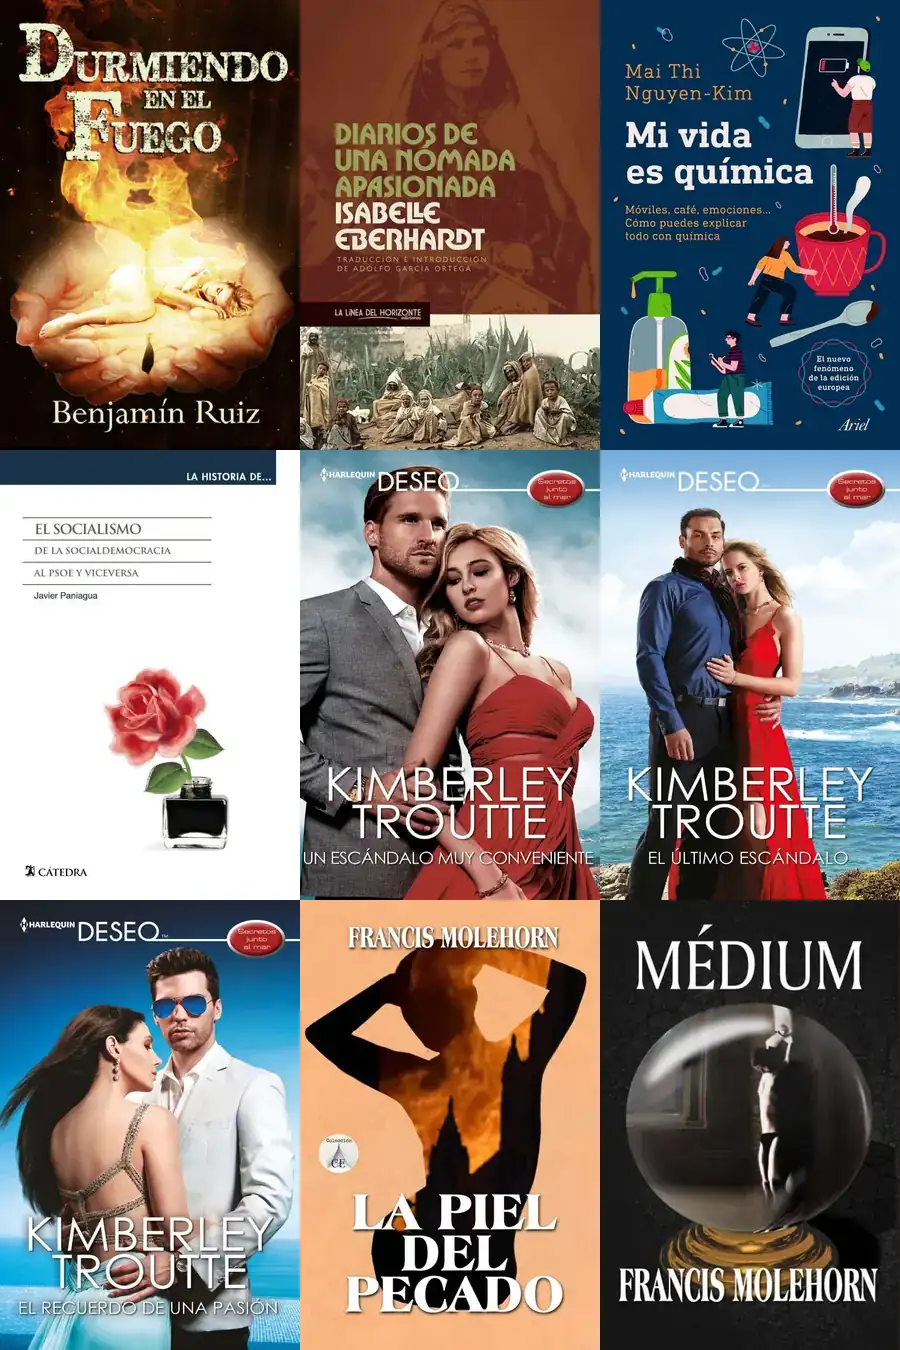 DURMIENDO
EN EL
FUEGO
Benjamín Ruiz
DIARIOS DE
UNA NÓMADA
APASIONADA
ISABELLE
EBERHARDT
TRADUCCIÓN E INTRODUCCIÓN
DE ADOLFO GARCÍA ORTEGA
LA LÍNEA DEL HORIZONTE
ediciones
Mai Thi
Nguyen-Kim
Mi vida
es química
Móviles, café, emociones...
Cómo puedes explicar
todo con química
El nuevo
fenómeno
de la edición
europea
Ariel
LA HISTORIA DE...
EL SOCIALISMO
DE LA SOCIALDEMOCRACIA
AL PSOE Y VICEVERSA
Javier Paniagua
CÁTEDRA
HARLEQUIN DESEO™
Secretos
junto
al mar
KIMBERLEY
TROUTTE
UN ESCÁNDALO MUY CONVENIENTE
HARLEQUIN DESEO™
Secretos
junto
al mar
KIMBERLEY
TROUTTE
EL ÚLTIMO ESCÁNDALO
HARLEQUIN DESEO™
Secretos
junto
al mar
KIMBERLEY
TROUTTE
EL RECUERDO DE UNA PASIÓN
FRANCIS MOLEHORN
Colección
CE
LA PIEL
DEL
PECADO
MÉDIUM
FRANCIS MOLEHORN